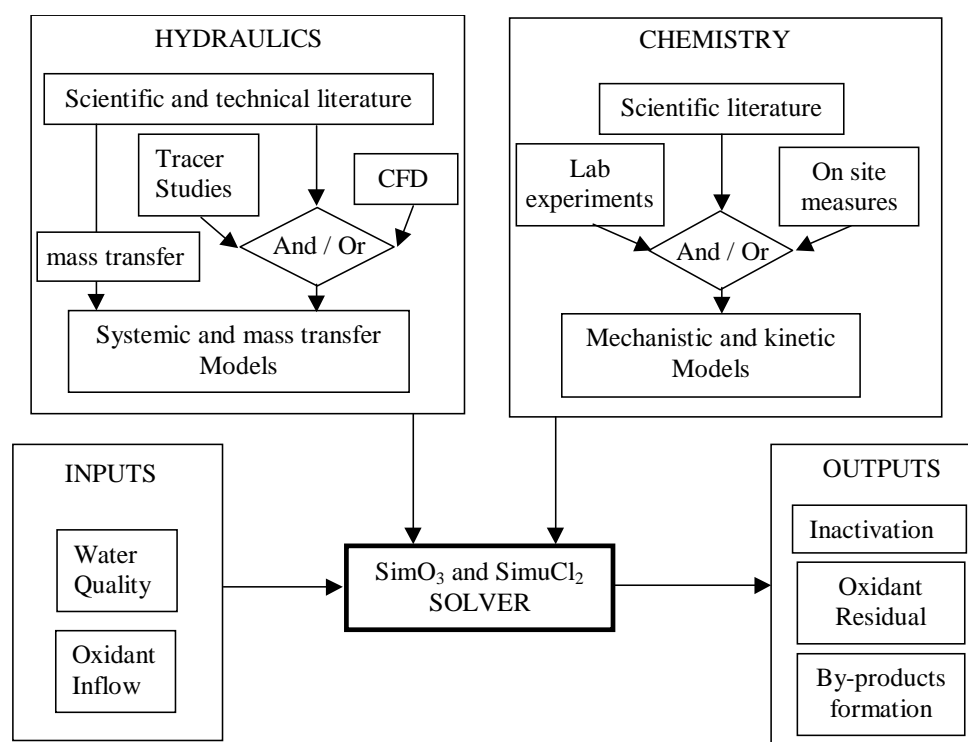 HYDRAULICS
Scientific and technical literature
Tracer
Studies
CFD
And / Or
mass transfer
Systemic and mass transfer
Models
CHEMISTRY
Scientific literature
Lab
experiments
On site
measures
And / Or
Mechanistic and kinetic
Models
INPUTS
Water
Quality
Oxidant
Inflow
SimO₃ and SimuCl₂
SOLVER
OUTPUTS
Inactivation
Oxidant
Residual
By-products
formation